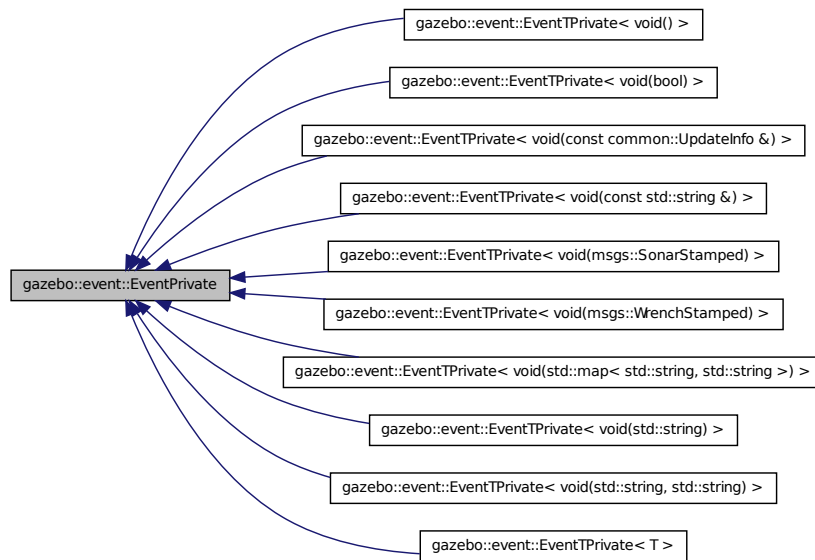 gazebo::event::EventTPrivate< void() >
gazebo::event::EventTPrivate< void(bool) >
gazebo::event::EventTPrivate< void(const common::UpdateInfo &) >
gazebo::event::EventTPrivate< void(const std::string &) >
gazebo::event::EventTPrivate< void(msgs::SonarStamped) >
gazebo::event::EventPrivate
gazebo::event::EventTPrivate< void(msgs::WrenchStamped) >
gazebo::event::EventTPrivate< void(std::map< std::string, std::string >) >
gazebo::event::EventTPrivate< void(std::string) >
gazebo::event::EventTPrivate< void(std::string, std::string) >
gazebo::event::EventTPrivate< T >